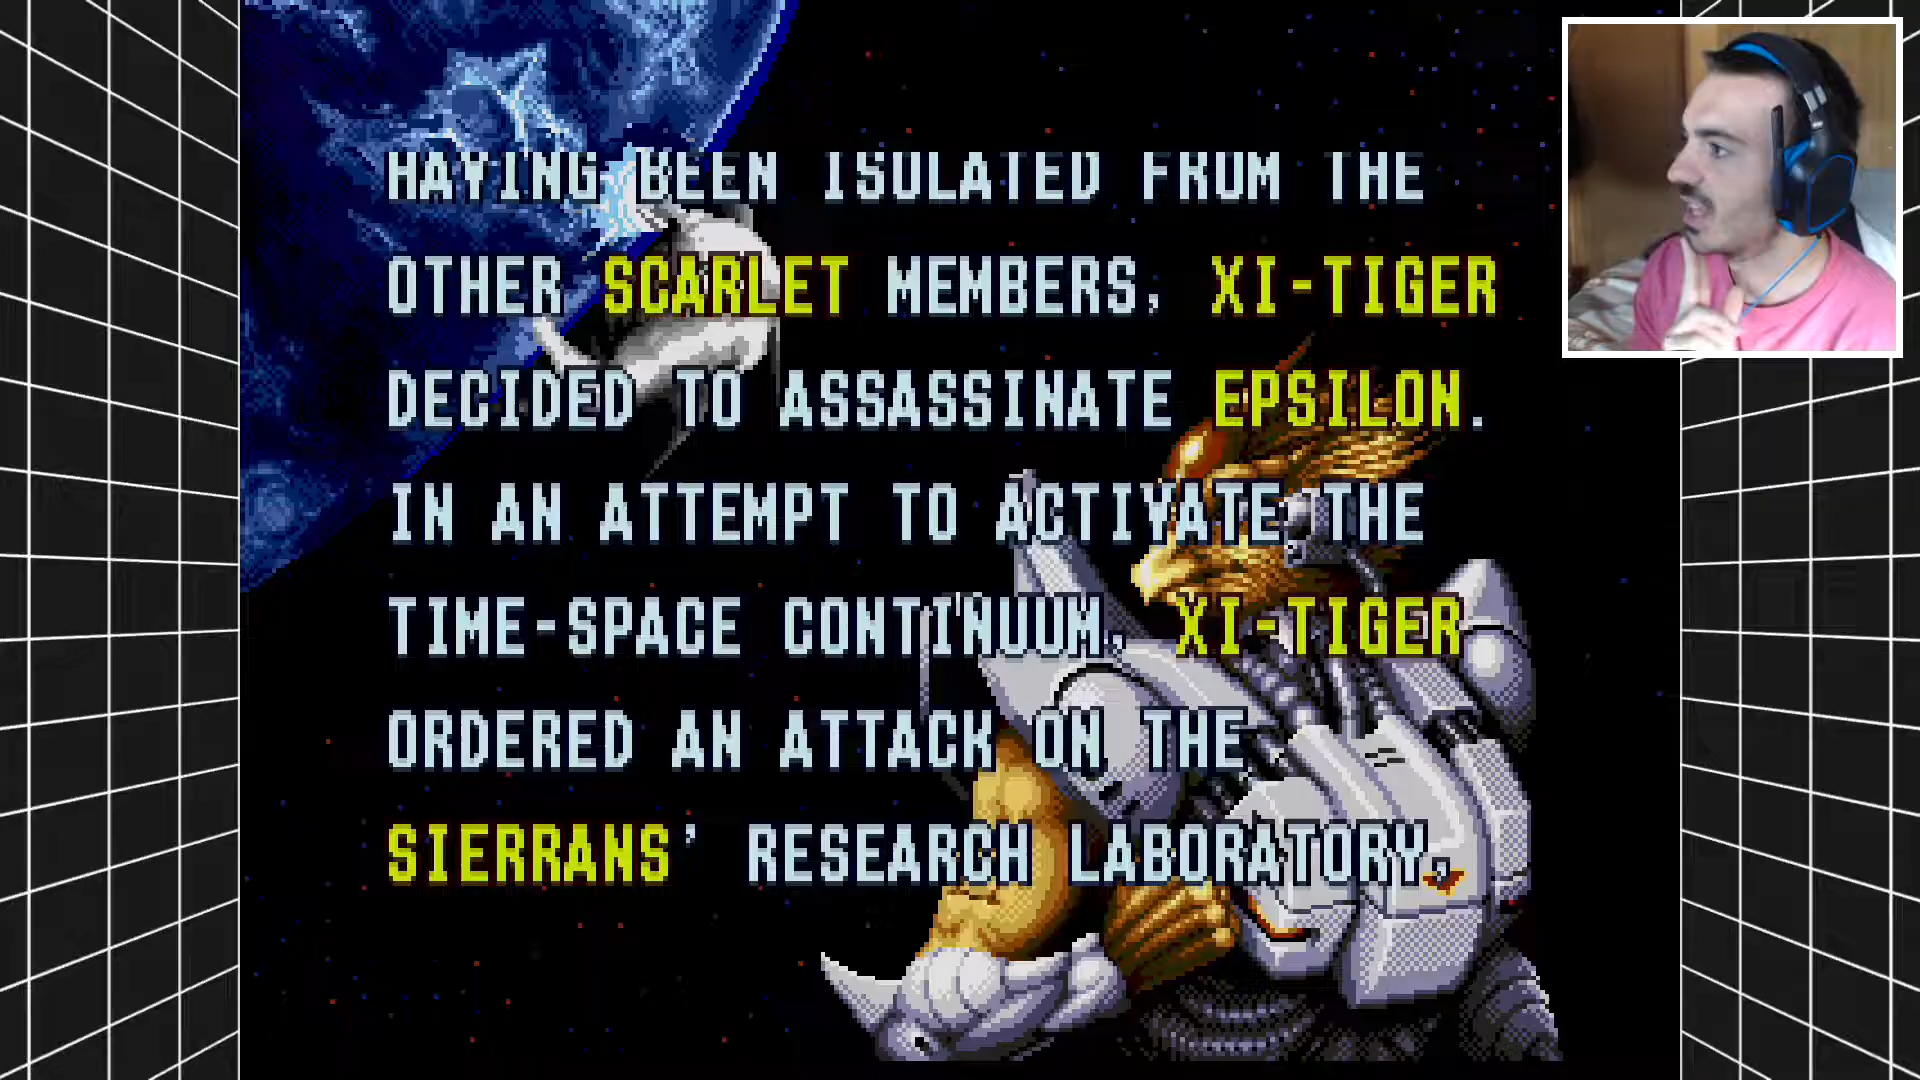 HAVING BEEN ISOLATED FROM THE
OTHER SCARLET MEMBERS, XI-TIGER
DECIDED TO ASSASSINATE EPSILON.
IN AN ATTEMPT TO ACTIVATE THE
TIME-SPACE CONTINUUM, XI-TIGER
ORDERED AN ATTACK ON THE
SIERRANS' RESEARCH LABORATORY,